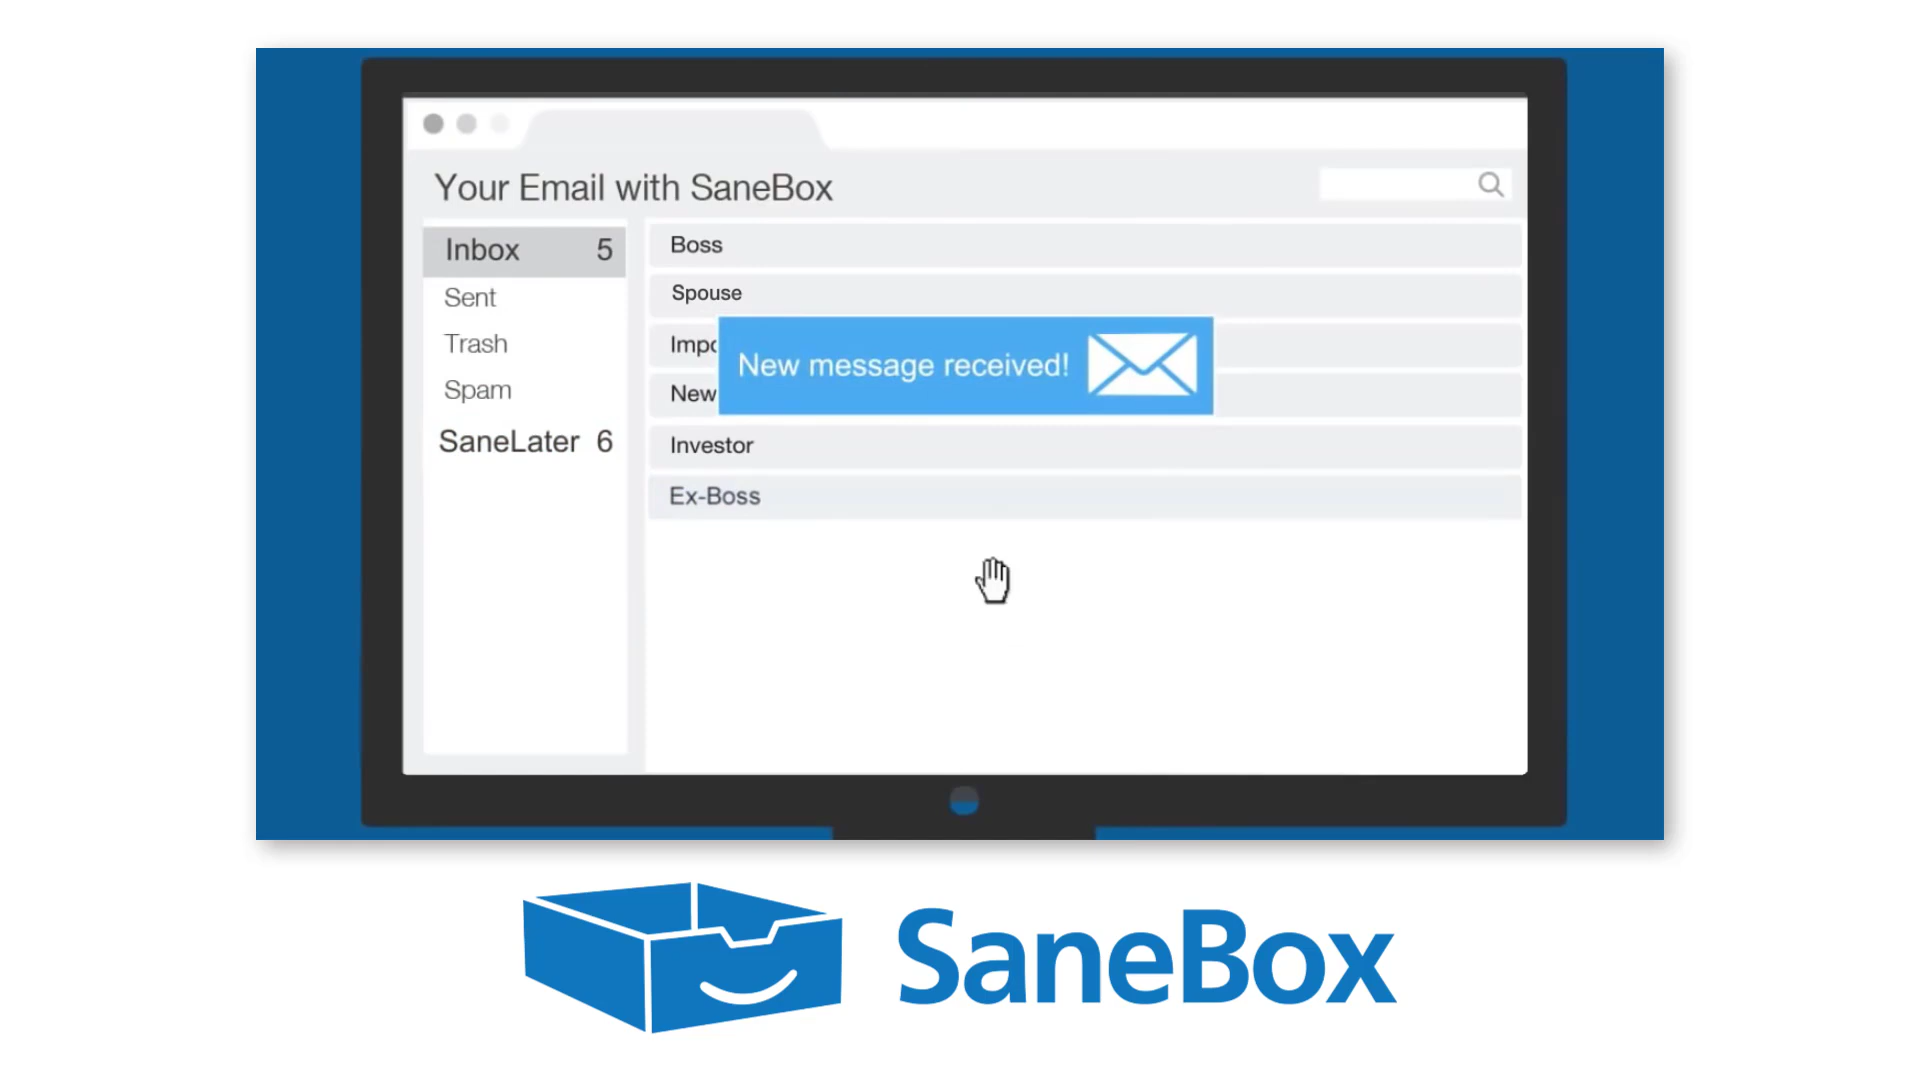 Your Email with SaneBox
Inbox 5
Sent
Trash
Spam
SaneLater 6
Boss
Spouse
New message received!
New
Investor
Ex-Boss
SaneBox